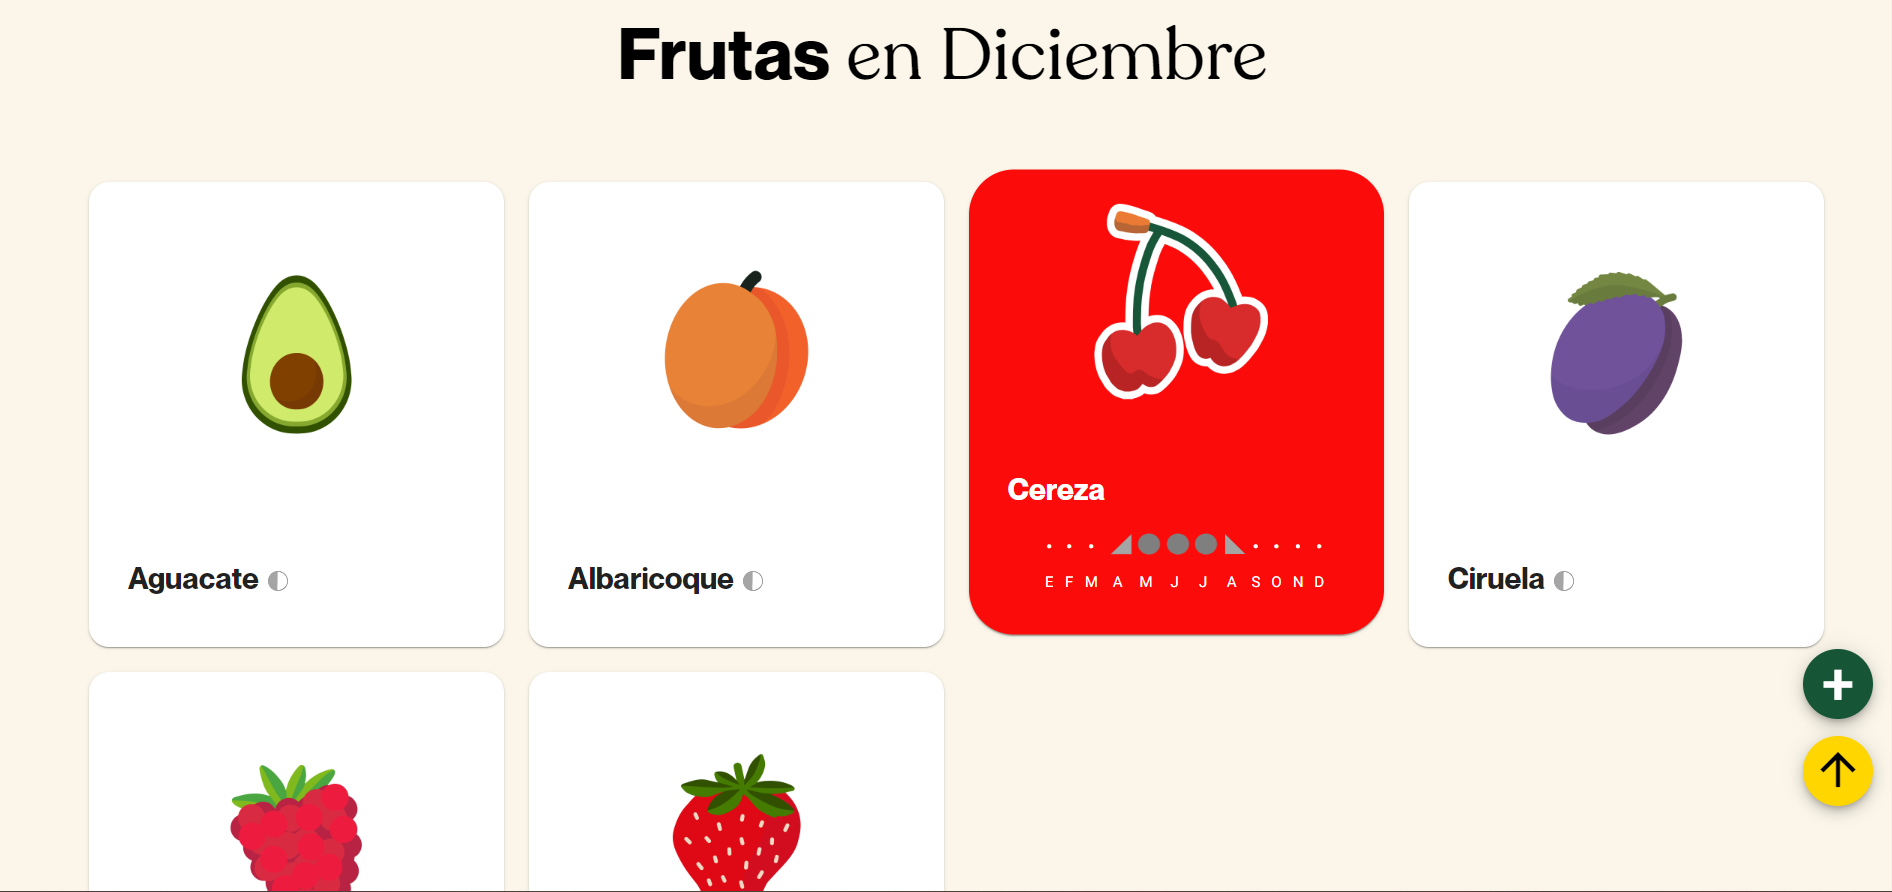 Frutas en Diciembre
Aguacate
Albaricoque
Cereza
E F M A M J J A S O N D
Ciruela